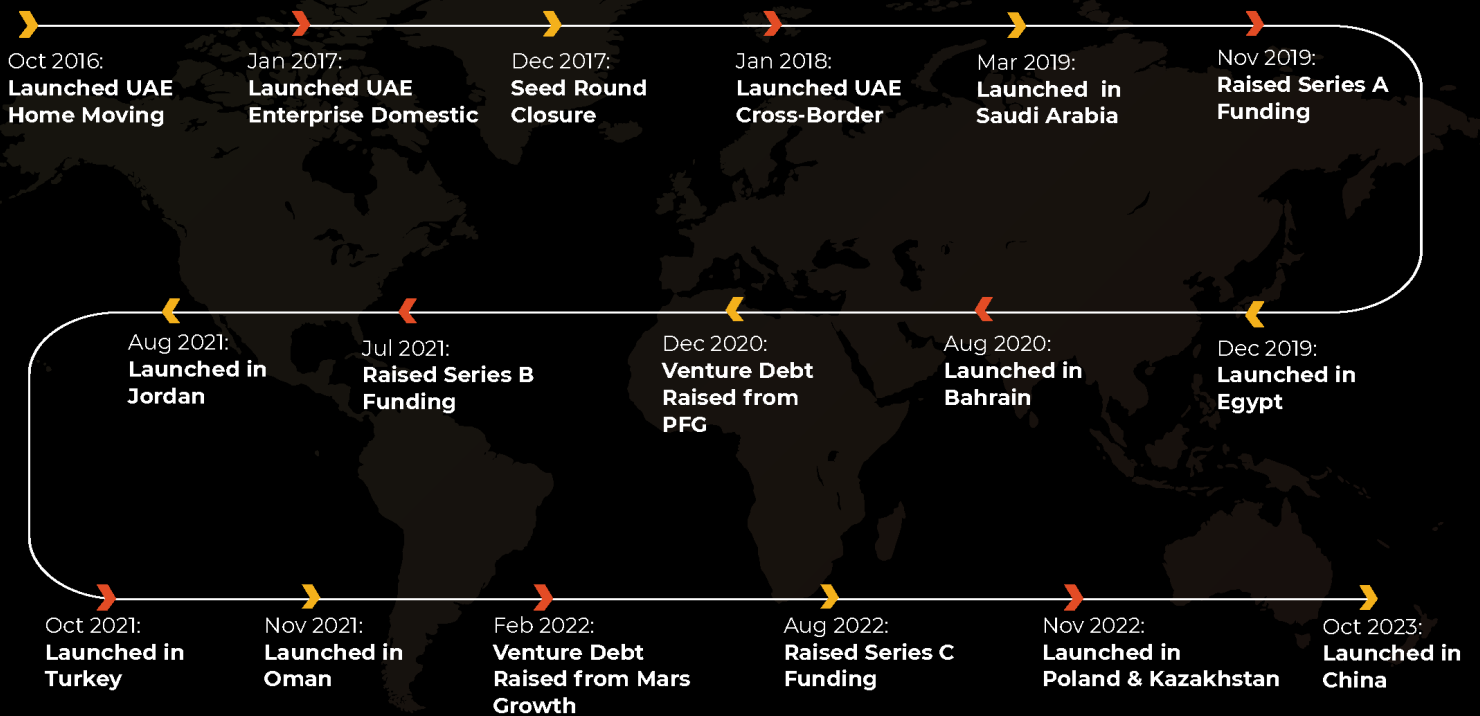 Oct 2016:
Launched UAE
Home Moving
Jan 2017:
Launched UAE
Enterprise Domestic
Dec 2017:
Seed Round
Closure
Jan 2018:
Launched UAE
Cross-Border
Mar 2019:
Launched in
Saudi Arabia
Nov 2019:
Raised Series A
Funding
Dec 2019:
Launched in
Egypt
Aug 2020:
Launched in
Bahrain
Dec 2020:
Venture Debt
Raised from
PFG
Jul 2021:
Raised Series B
Funding
Aug 2021:
Launched in
Jordan
Oct 2021:
Launched in
Turkey
Nov 2021:
Launched in
Oman
Feb 2022:
Venture Debt
Raised from Mars
Growth
Aug 2022:
Raised Series C
Funding
Nov 2022:
Launched in
Poland & Kazakhstan
Oct 2023:
Launched in
China